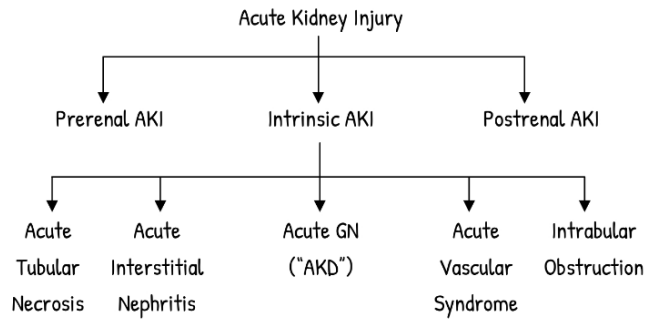 Acute Kidney Injury
Prerenal AKI
Intrinsic AKI
Postrenal AKI
Acute
Tubular
Necrosis
Acute
Interstitial
Nephritis
Acute GN
("AKD")
Acute
Vascular
Syndrome
Intrabular
Obstruction